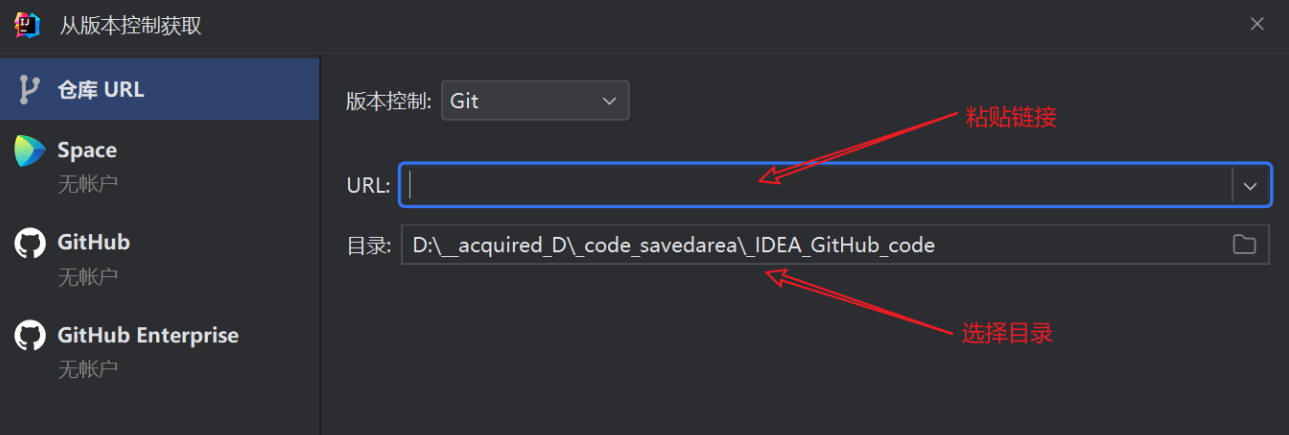 从版本控制获取
仓库 URL
Space
无帐户
GitHub
无帐户
GitHub Enterprise
无帐户
版本控制: Git
粘贴链接
URL:
目录: D:\__acquired_D\_code_savedarea\_IDEA_GitHub_code
选择目录